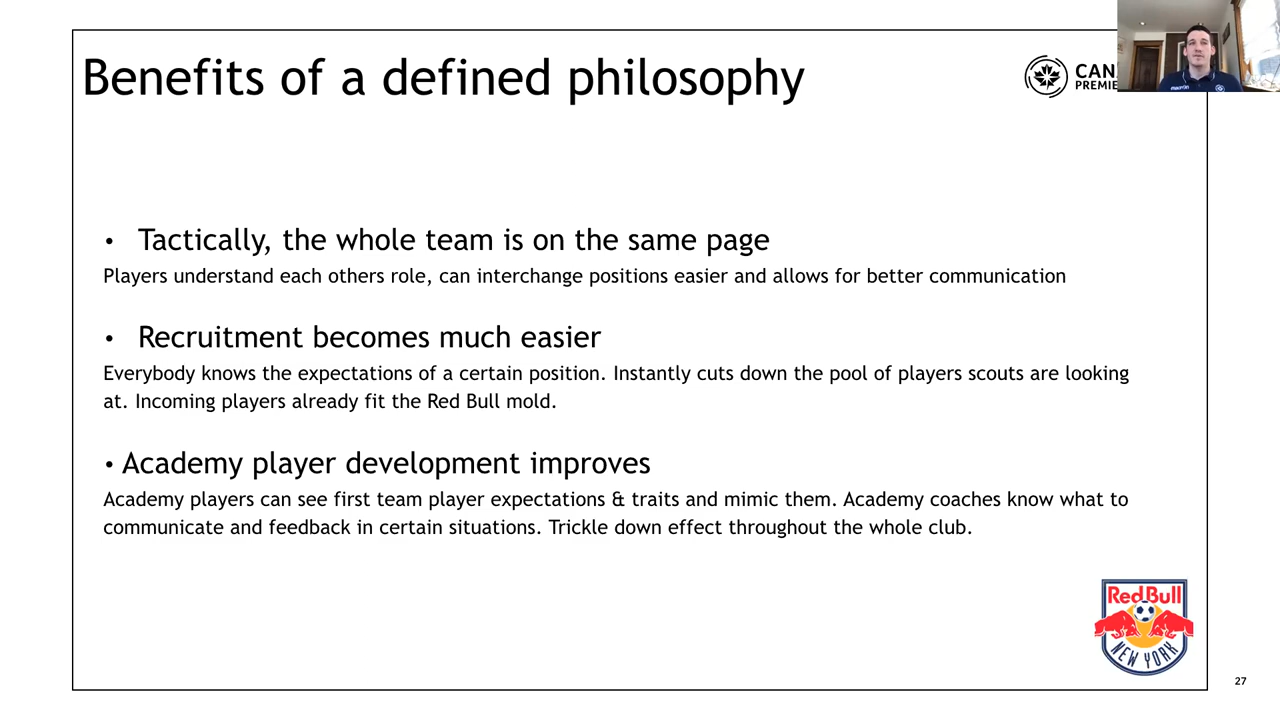 Benefits of a defined philosophy
CAN
PREMIE
• Tactically, the whole team is on the same page
Players understand each others role, can interchange positions easier and allows for better communication
• Recruitment becomes much easier
Everybody knows the expectations of a certain position. Instantly cuts down the pool of players scouts are looking
at. Incoming players already fit the Red Bull mold.
• Academy player development improves
Academy players can see first team player expectations & traits and mimic them. Academy coaches know what to
communicate and feedback in certain situations. Trickle down effect throughout the whole club.
Red Bull
NEW YORK
27